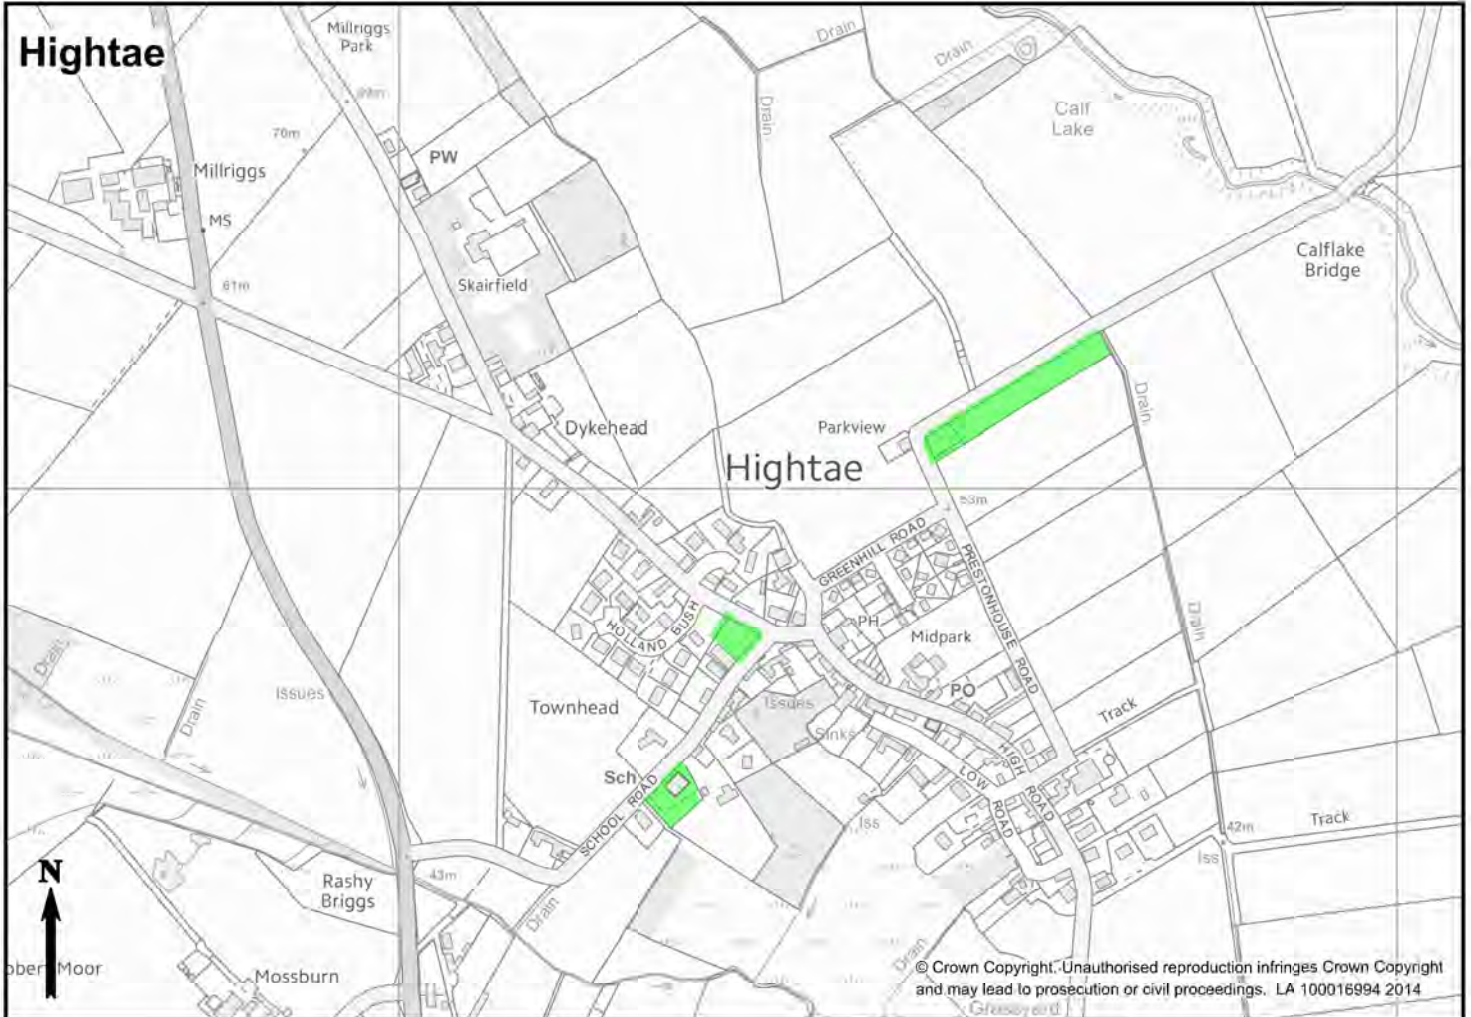 Hightae
Millriggs
Park
Drain
Drain
Drain
Calf
Lake
70m
PW
Millriggs
MS
61m
Skairfield
Calflake
Bridge
Dykehead
Parkview
Drain
Hightae
53m
GREENHILL ROAD
PRESTONHOUSE ROAD
HOLLAND BUSH
PH
Midpark
PO
Drain
Drain
Drain
Issues
Townhead
Issues
Sinks
Track
HIGH ROAD
LOW ROAD
Sch
SCHOOL ROAD
Iss
42m
Track
Iss
N
43m
Rashy
Briggs
Drain
Drain
Moor
Mossburn
© Crown Copyright. Unauthorised reproduction infringes Crown Copyright
and may lead to prosecution or civil proceedings. LA 100016994 2014